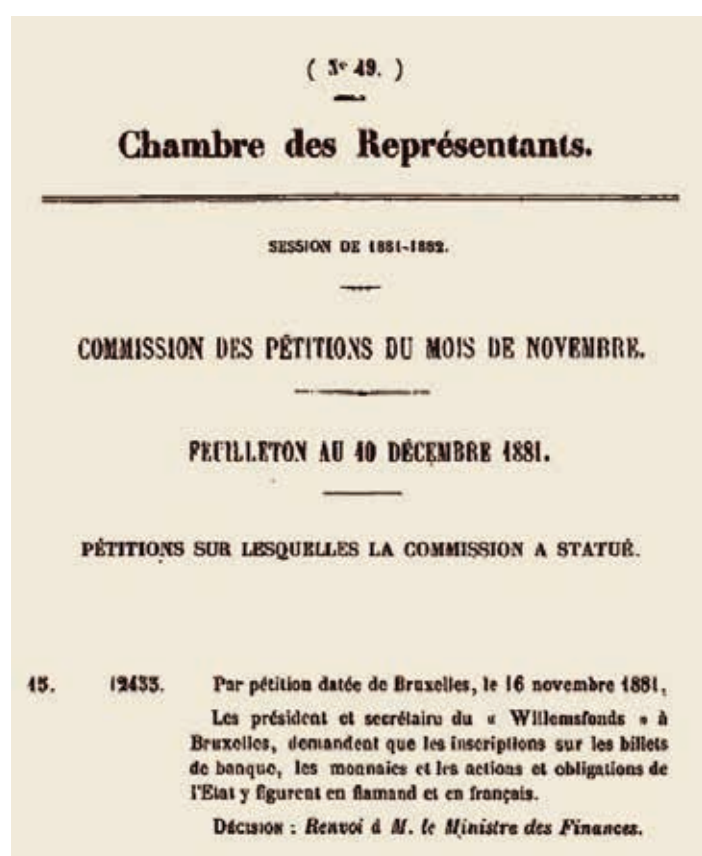 ( Nº 49. )
Chambre des Représentants.
SESSION DE 1881-1882.
COMMISSION DES PÉTITIONS DU MOIS DE NOVEMBRE.
FEUILLETON AU 10 DÉCEMBRE 1881.
PÉTITIONS SUR LESQUELLES LA COMMISSION A STATUÉ.
15. 12433. Par pétition datée de Bruxelles, le 16 novembre 1881,
Les président et secrétaire du « Willemsfonds » à
Bruxelles, demandent que les inscriptions sur les billets
de banque, les monnaies et les actions et obligations de
l'État y figurent en flamand et en français.
DÉCISION : Renvoi à M. le Ministre des Finances.